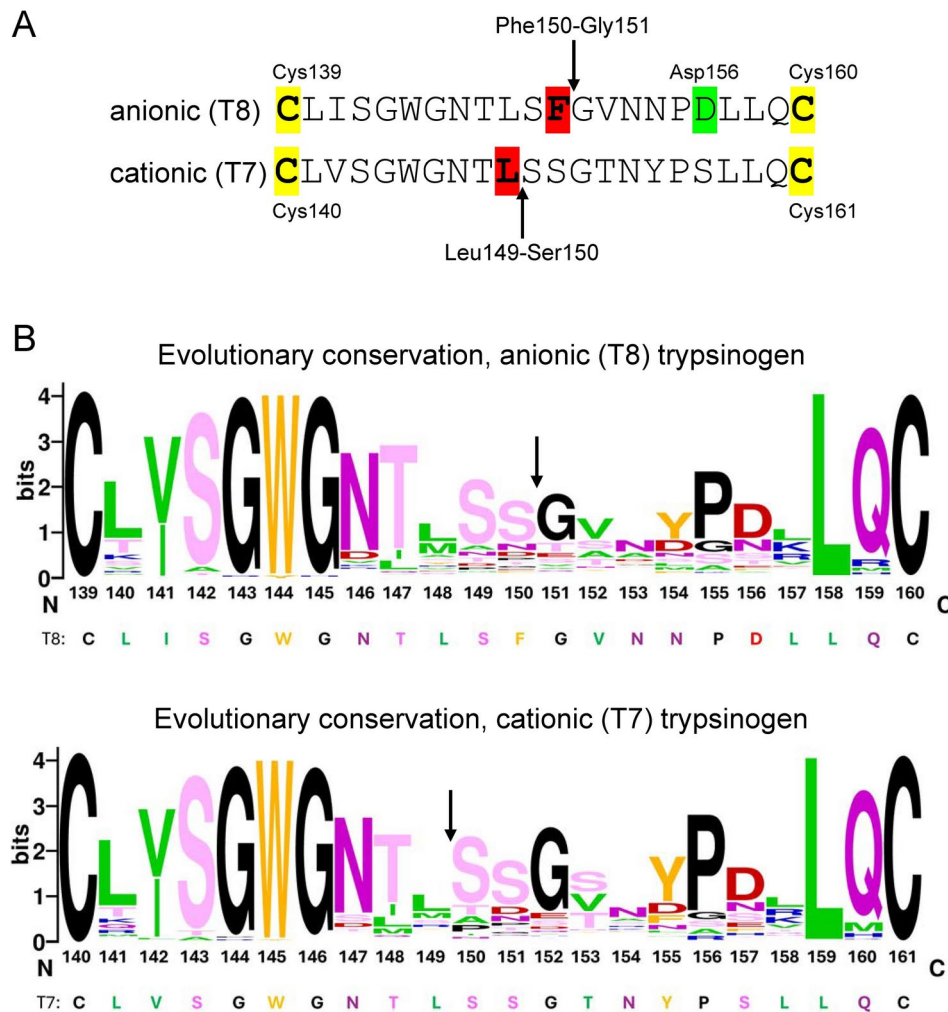 A
Phe150-Gly151
Cys139 Asp156 Cys160
anionic (T8) CLISGWGNTLSFGVNNPDLLQC
cationic (T7) CLVSGWGNTLSSGTNYPSLLQC
Cys140 Cys161
Leu149-Ser150
B
Evolutionary conservation, anionic (T8) trypsinogen
bits
4
3
2
1
0
139 140 141 142 143 144 145 146 147 148 149 150 151 152 153 154 155 156 157 158 159 160
N C
T8: C L I S G W G N T L S F G V N N P D L L Q C
Evolutionary conservation, cationic (T7) trypsinogen
bits
4
3
2
1
0
140 141 142 143 144 145 146 147 148 149 150 151 152 153 154 155 156 157 158 159 160 161
N C
T7: C L V S G W G N T L S S G T N Y P S L L Q C